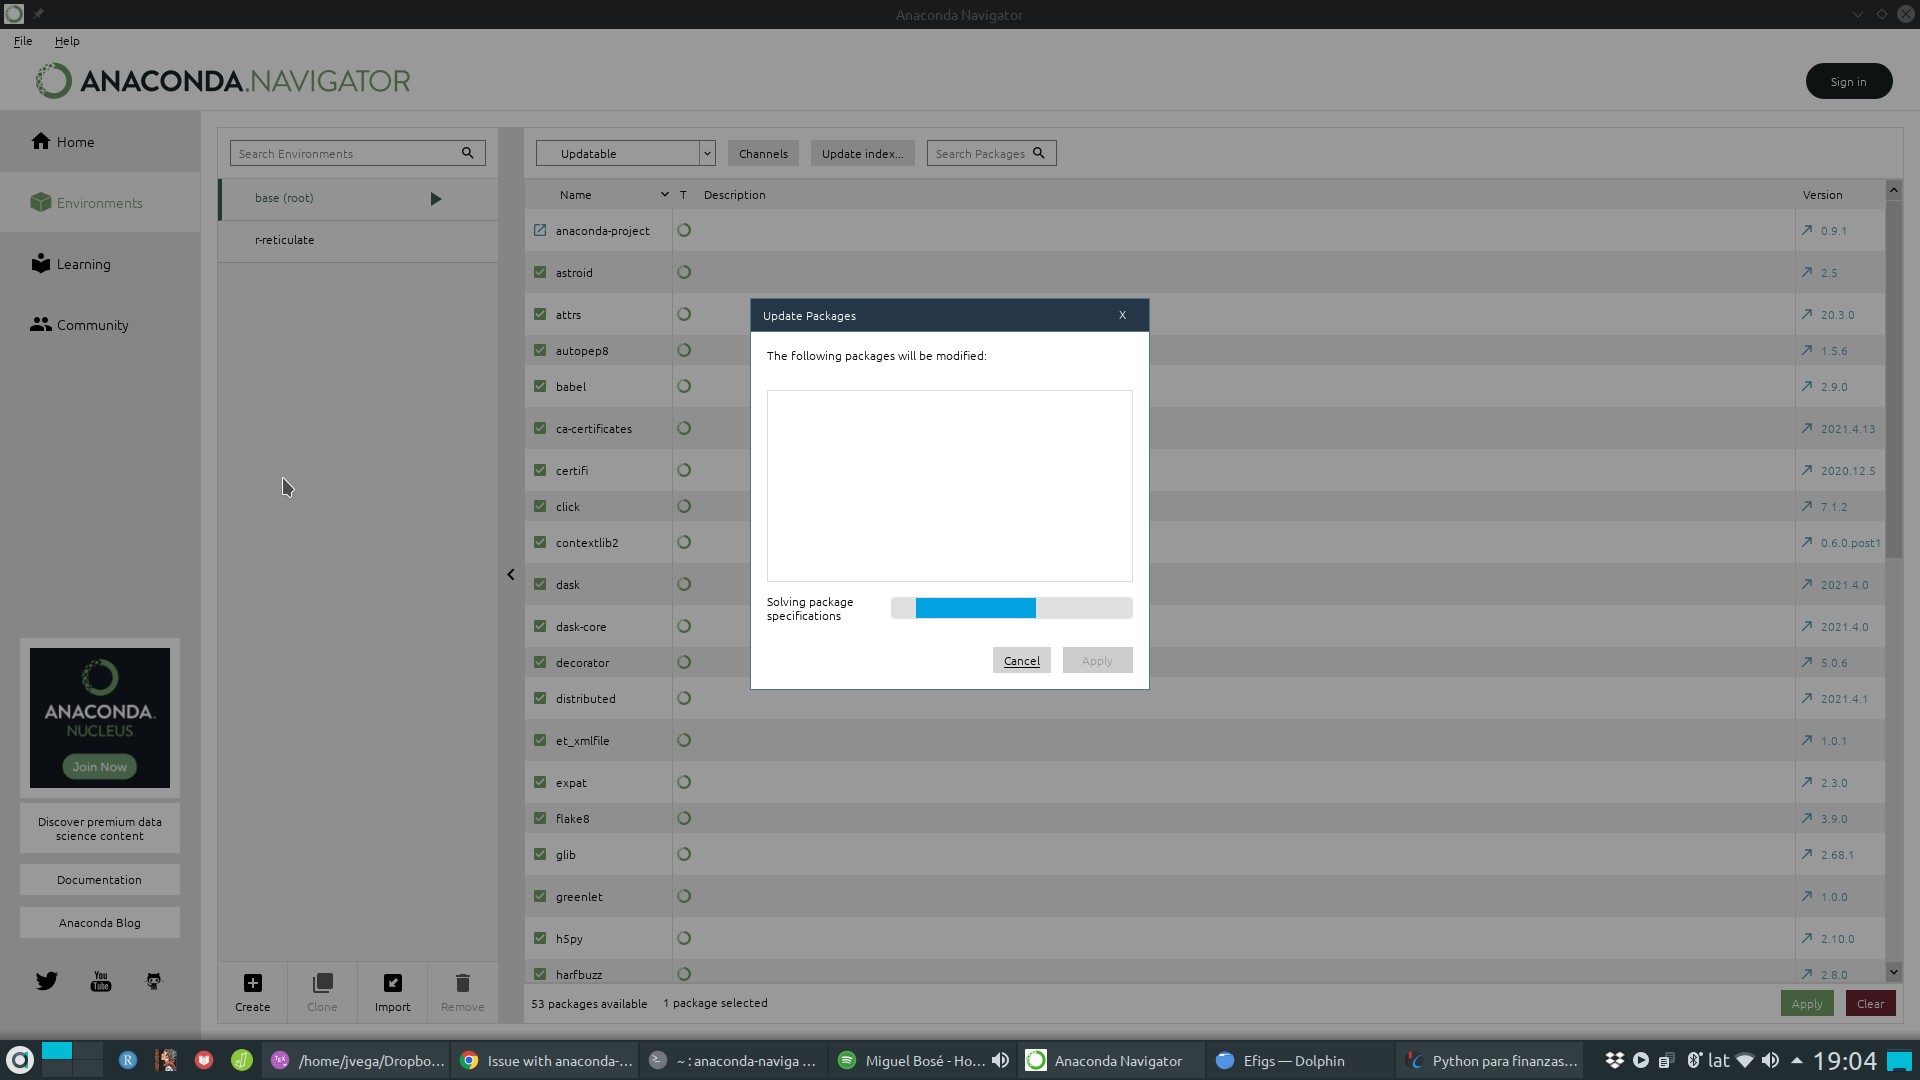 Anaconda Navigator
File Help
ANACONDA.NAVIGATOR
Sign in
Home
Environments
Learning
Community
ANACONDA.
NUCLEUS
Join Now
Discover premium data
science content
Documentation
Anaconda Blog
You
Tube
Search Environments
base (root)
r-reticulate
Create Clone Import Remove
Updatable Channels Update index... Search Packages
Name T Description Version
anaconda-project 0.9.1
astroid 2.5
attrs 20.3.0
autopep8 1.5.6
babel 2.9.0
ca-certificates 2021.4.13
certifi 2020.12.5
click 7.1.2
contextlib2 0.6.0.post1
dask 2021.4.0
dask-core 2021.4.0
decorator 5.0.6
distributed 2021.4.1
et_xmlfile 1.0.1
expat 2.3.0
flake8 3.9.0
glib 2.68.1
greenlet 1.0.0
h5py 2.10.0
harfbuzz 2.8.0
53 packages available 1 package selected
Apply Clear
Update Packages X
The following packages will be modified:
Solving package
specifications
Cancel Apply
/home/jvega/Dropbo... Issue with anaconda-... ~ : anaconda-naviga ... Miguel Bosé - Ho... Anaconda Navigator Efigs — Dolphin Python para finanzas... lat 19:04